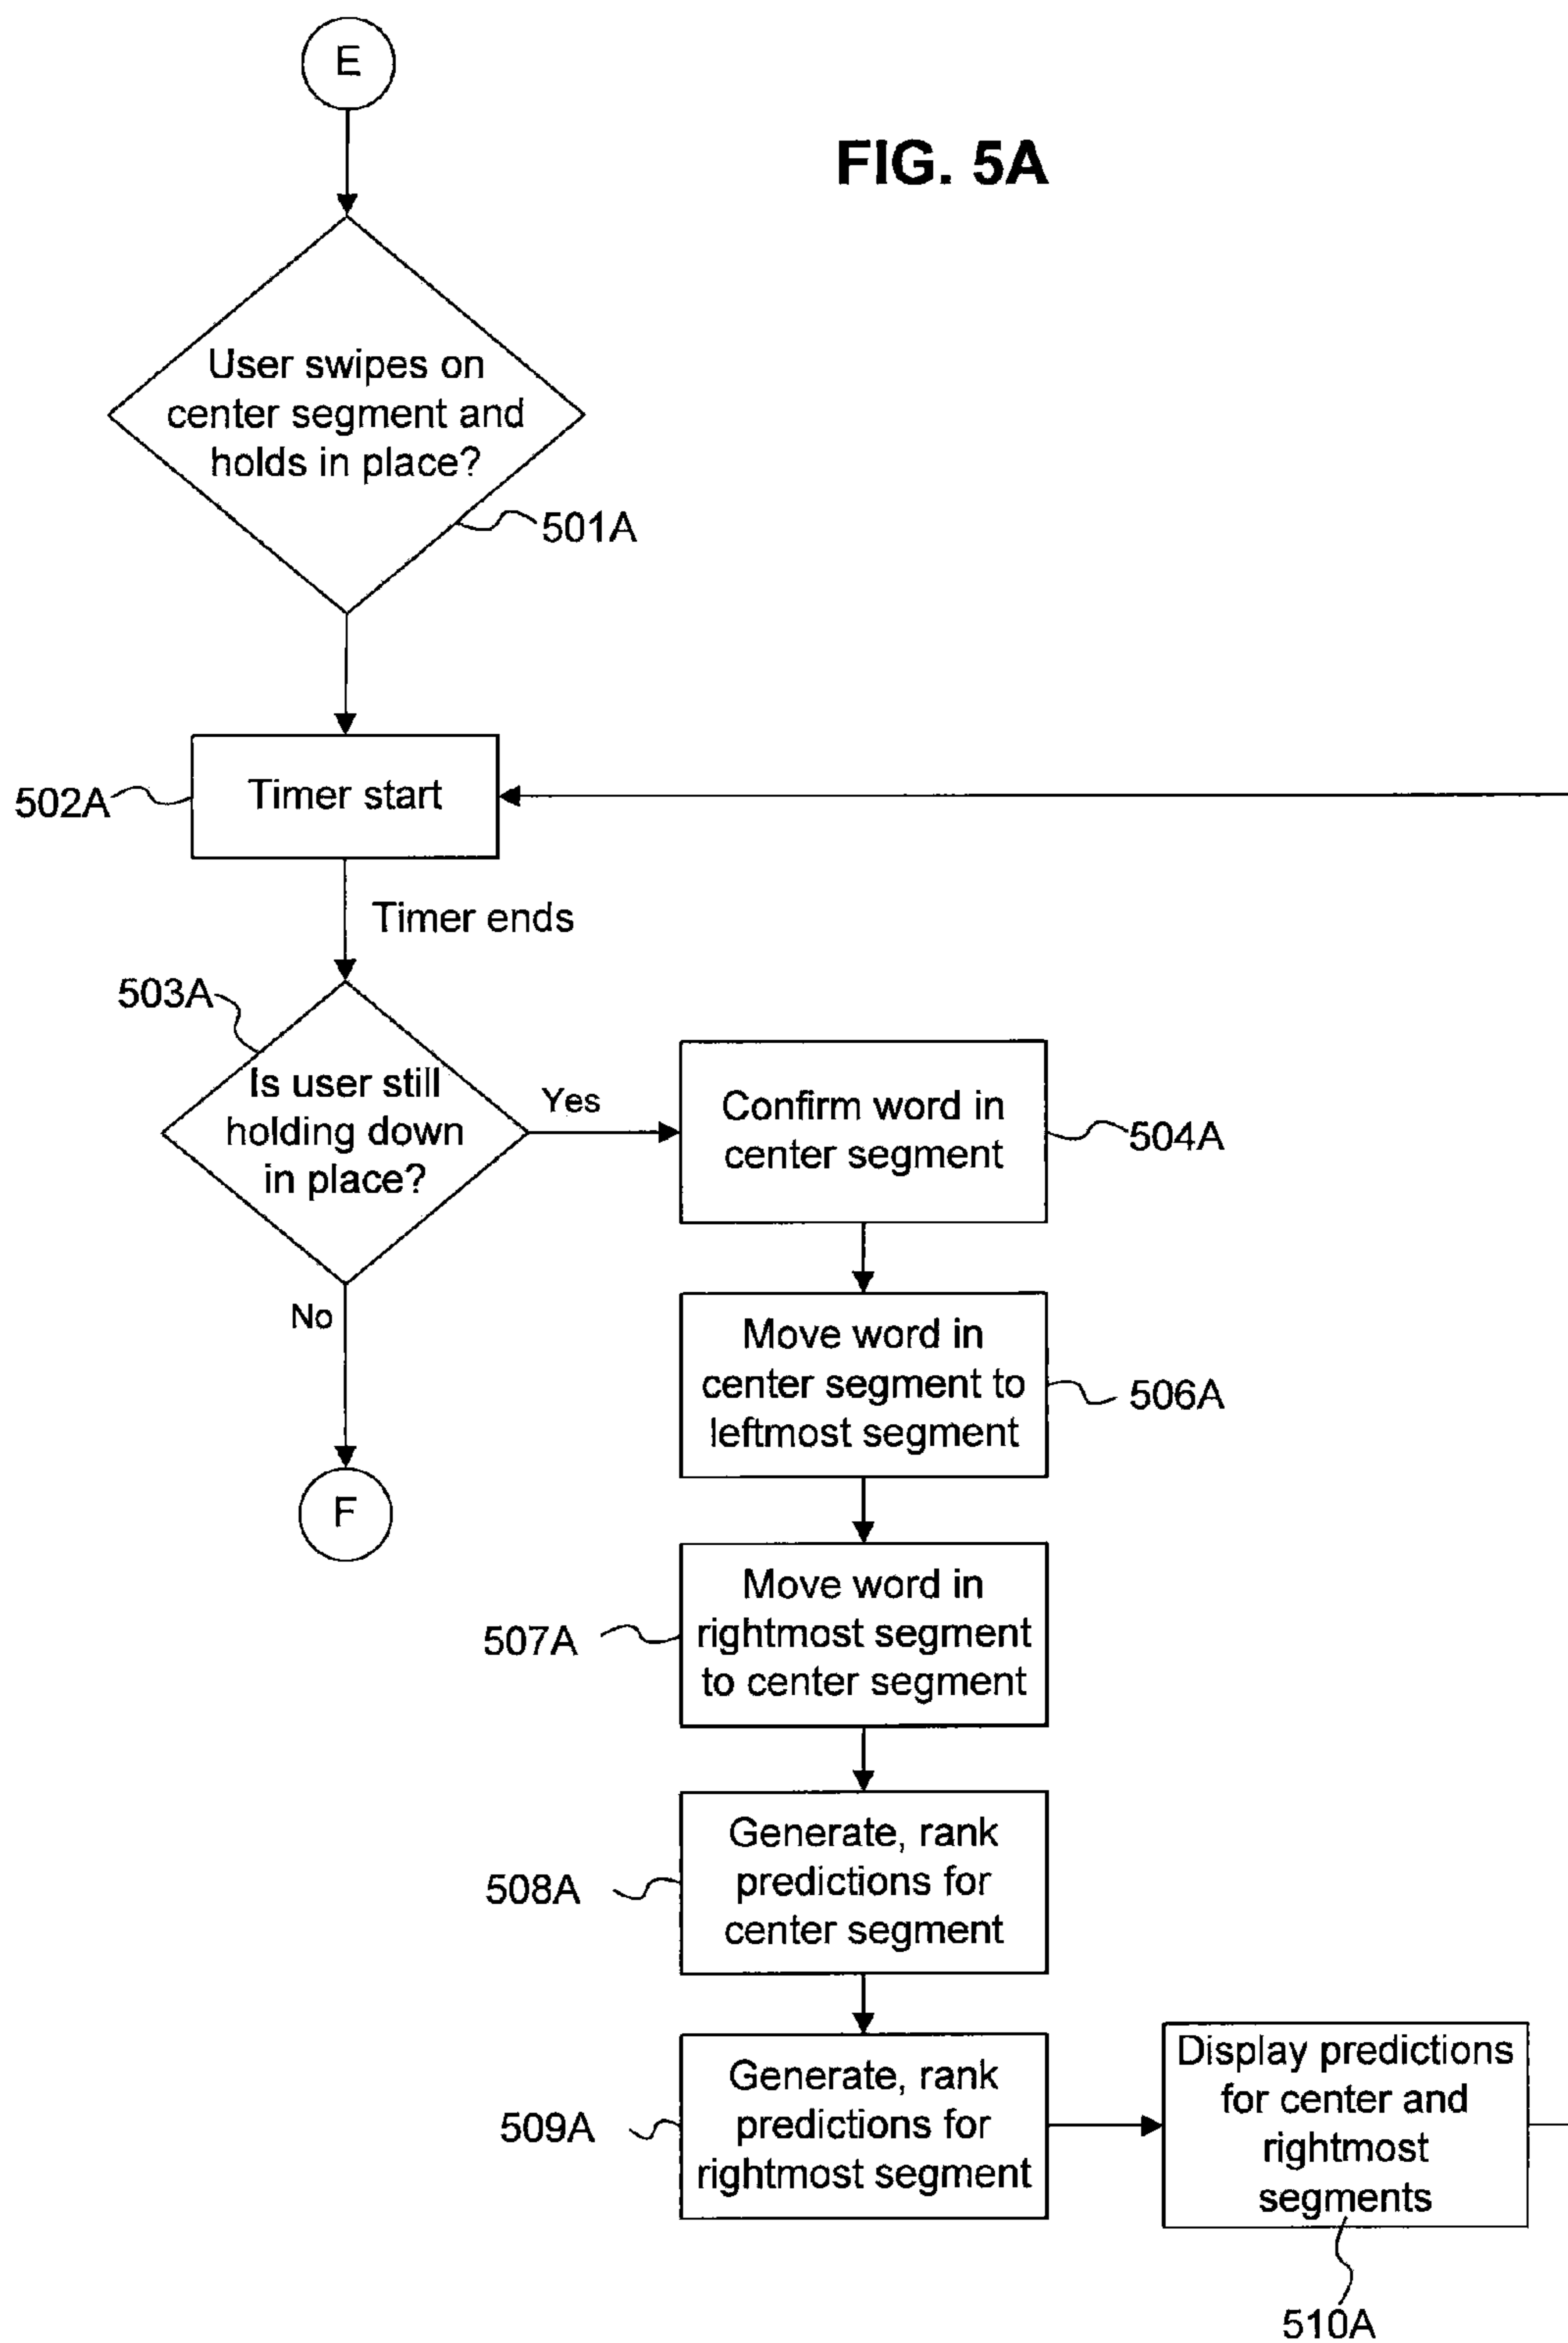 E
FIG. 5A
User swipes on
center segment and
holds in place?
501A
502A
Timer start
Timer ends
503A
Is user still
holding down
in place?
Yes
Confirm word in
center segment
504A
No
Move word in
center segment to
leftmost segment
506A
F
Move word in
rightmost segment
to center segment
507A
Generate, rank
predictions for
center segment
508A
Generate, rank
predictions for
rightmost segment
509A
Display predictions
for center and
rightmost
segments
510A